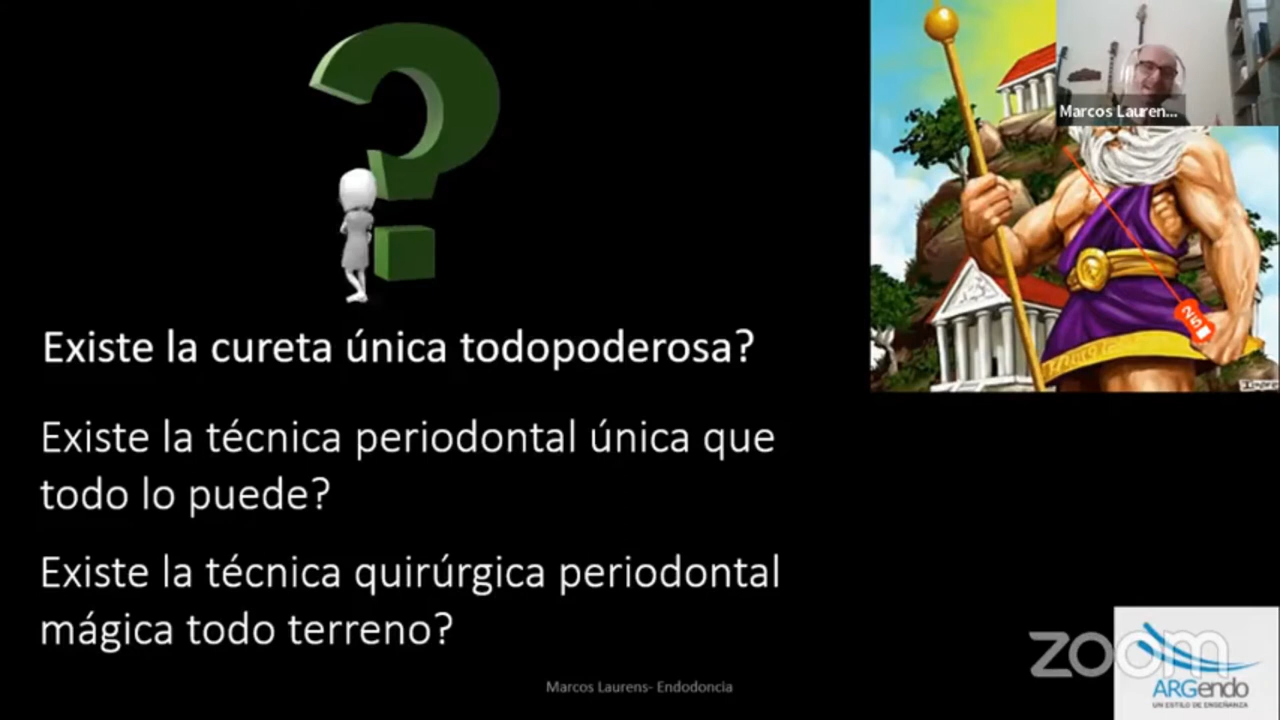 Marcos Lauren...
25
Existe la cureta única todopoderosa?
Existe la técnica periodontal única que
todo lo puede?
Existe la técnica quirúrgica periodontal
mágica todo terreno?
Marcos Laurens- Endodoncia
zoom
ARGendo
UN ESTILO DE ENSEÑANZA